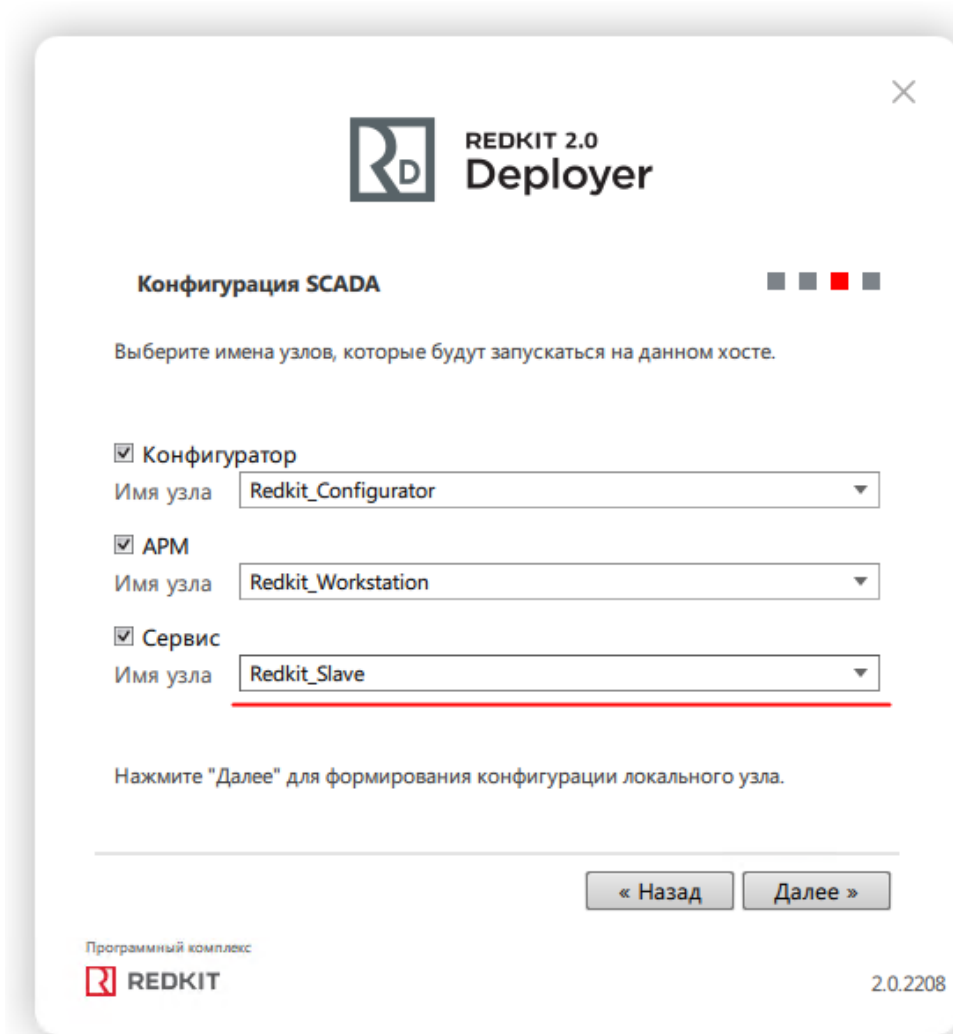 REDKIT 2.0
Deployer
Конфигурация SCADA
Выберите имена узлов, которые будут запускаться на данном хосте.
Конфигуратор
Имя узла Redkit_Configurator
АРМ
Имя узла Redkit_Workstation
Сервис
Имя узла Redkit_Slave
Нажмите "Далее" для формирования конфигурации локального узла.
« Назад Далее »
Программный комплекс
REDKIT
2.0.2208